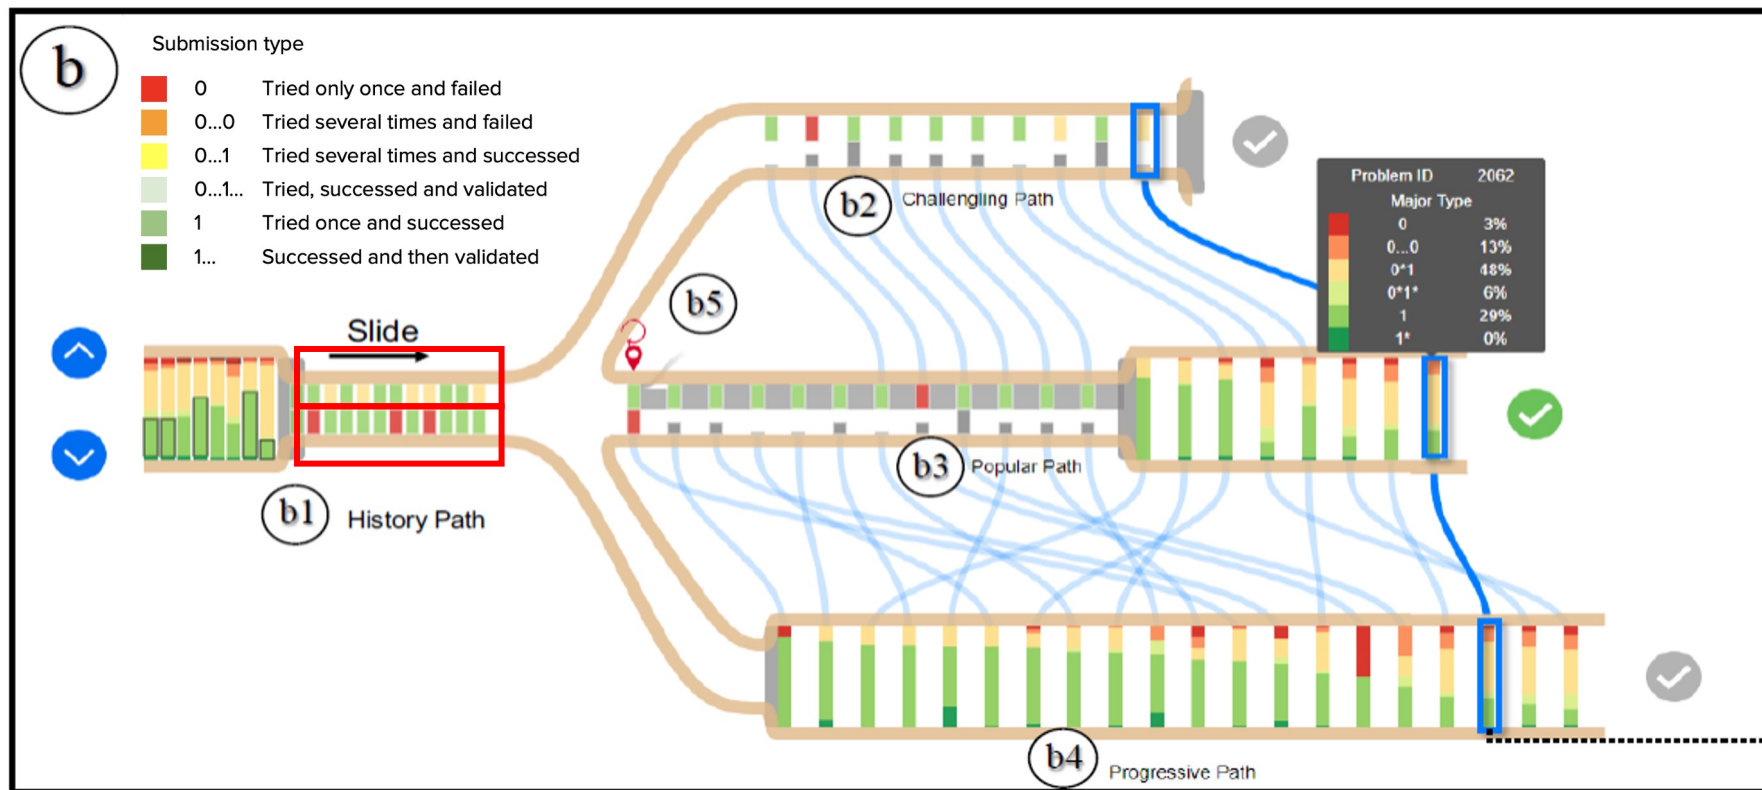 b
Submission type
0 Tried only once and failed
0...0 Tried several times and failed
0...1 Tried several times and successed
0...1... Tried, successed and validated
1 Tried once and successed
1... Successed and then validated
b2 Challengling Path
Problem ID 2062
Major Type
0 3%
0...0 13%
0*1 48%
0*1* 6%
1 29%
1* 0%
b5
Slide
b3 Popular Path
b1 History Path
b4 Progressive Path